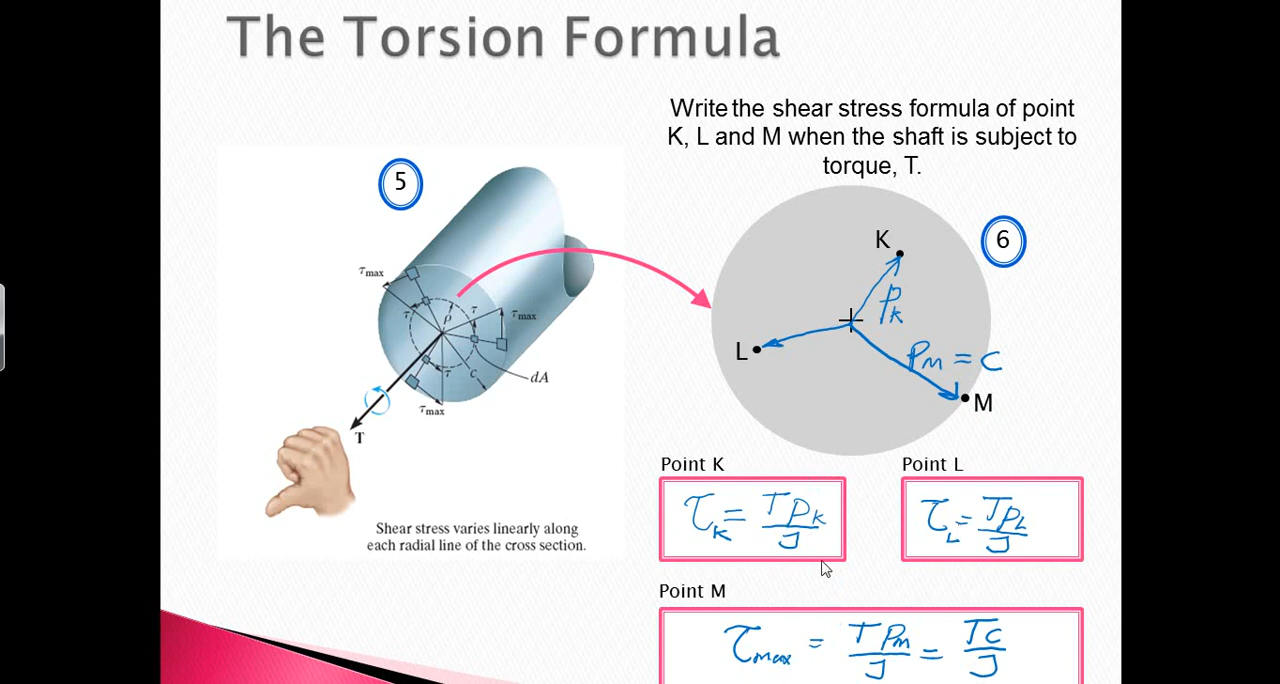 The Torsion Formula
Write the shear stress formula of point
K, L and M when the shaft is subject to
torque, T.
5
6
τmax
τ
ρ
τ
τmax
τ
c
dA
τmax
T
Shear stress varies linearly along
each radial line of the cross section.
K
ρK
L
ρM = C
M
Point K
τK = TρK/J
Point L
τL = TρL/J
Point M
τmax = TρM/J = TC/J